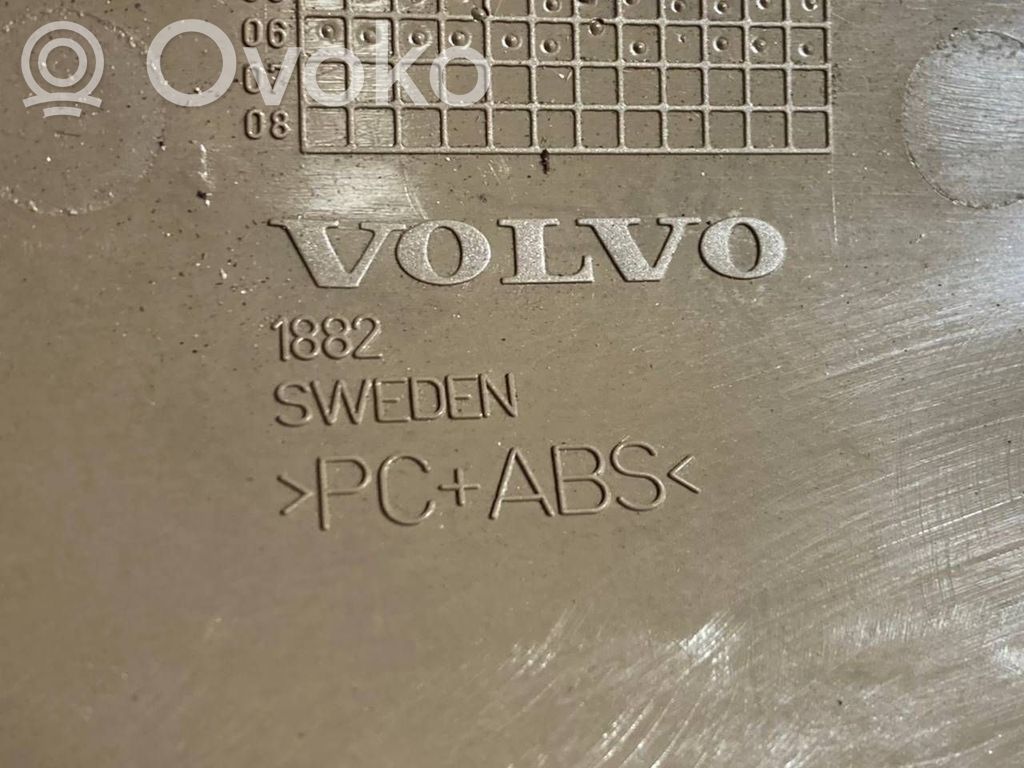 06
07
08
Ovoko
VOLVO
1882
SWEDEN
>PC+ABS<